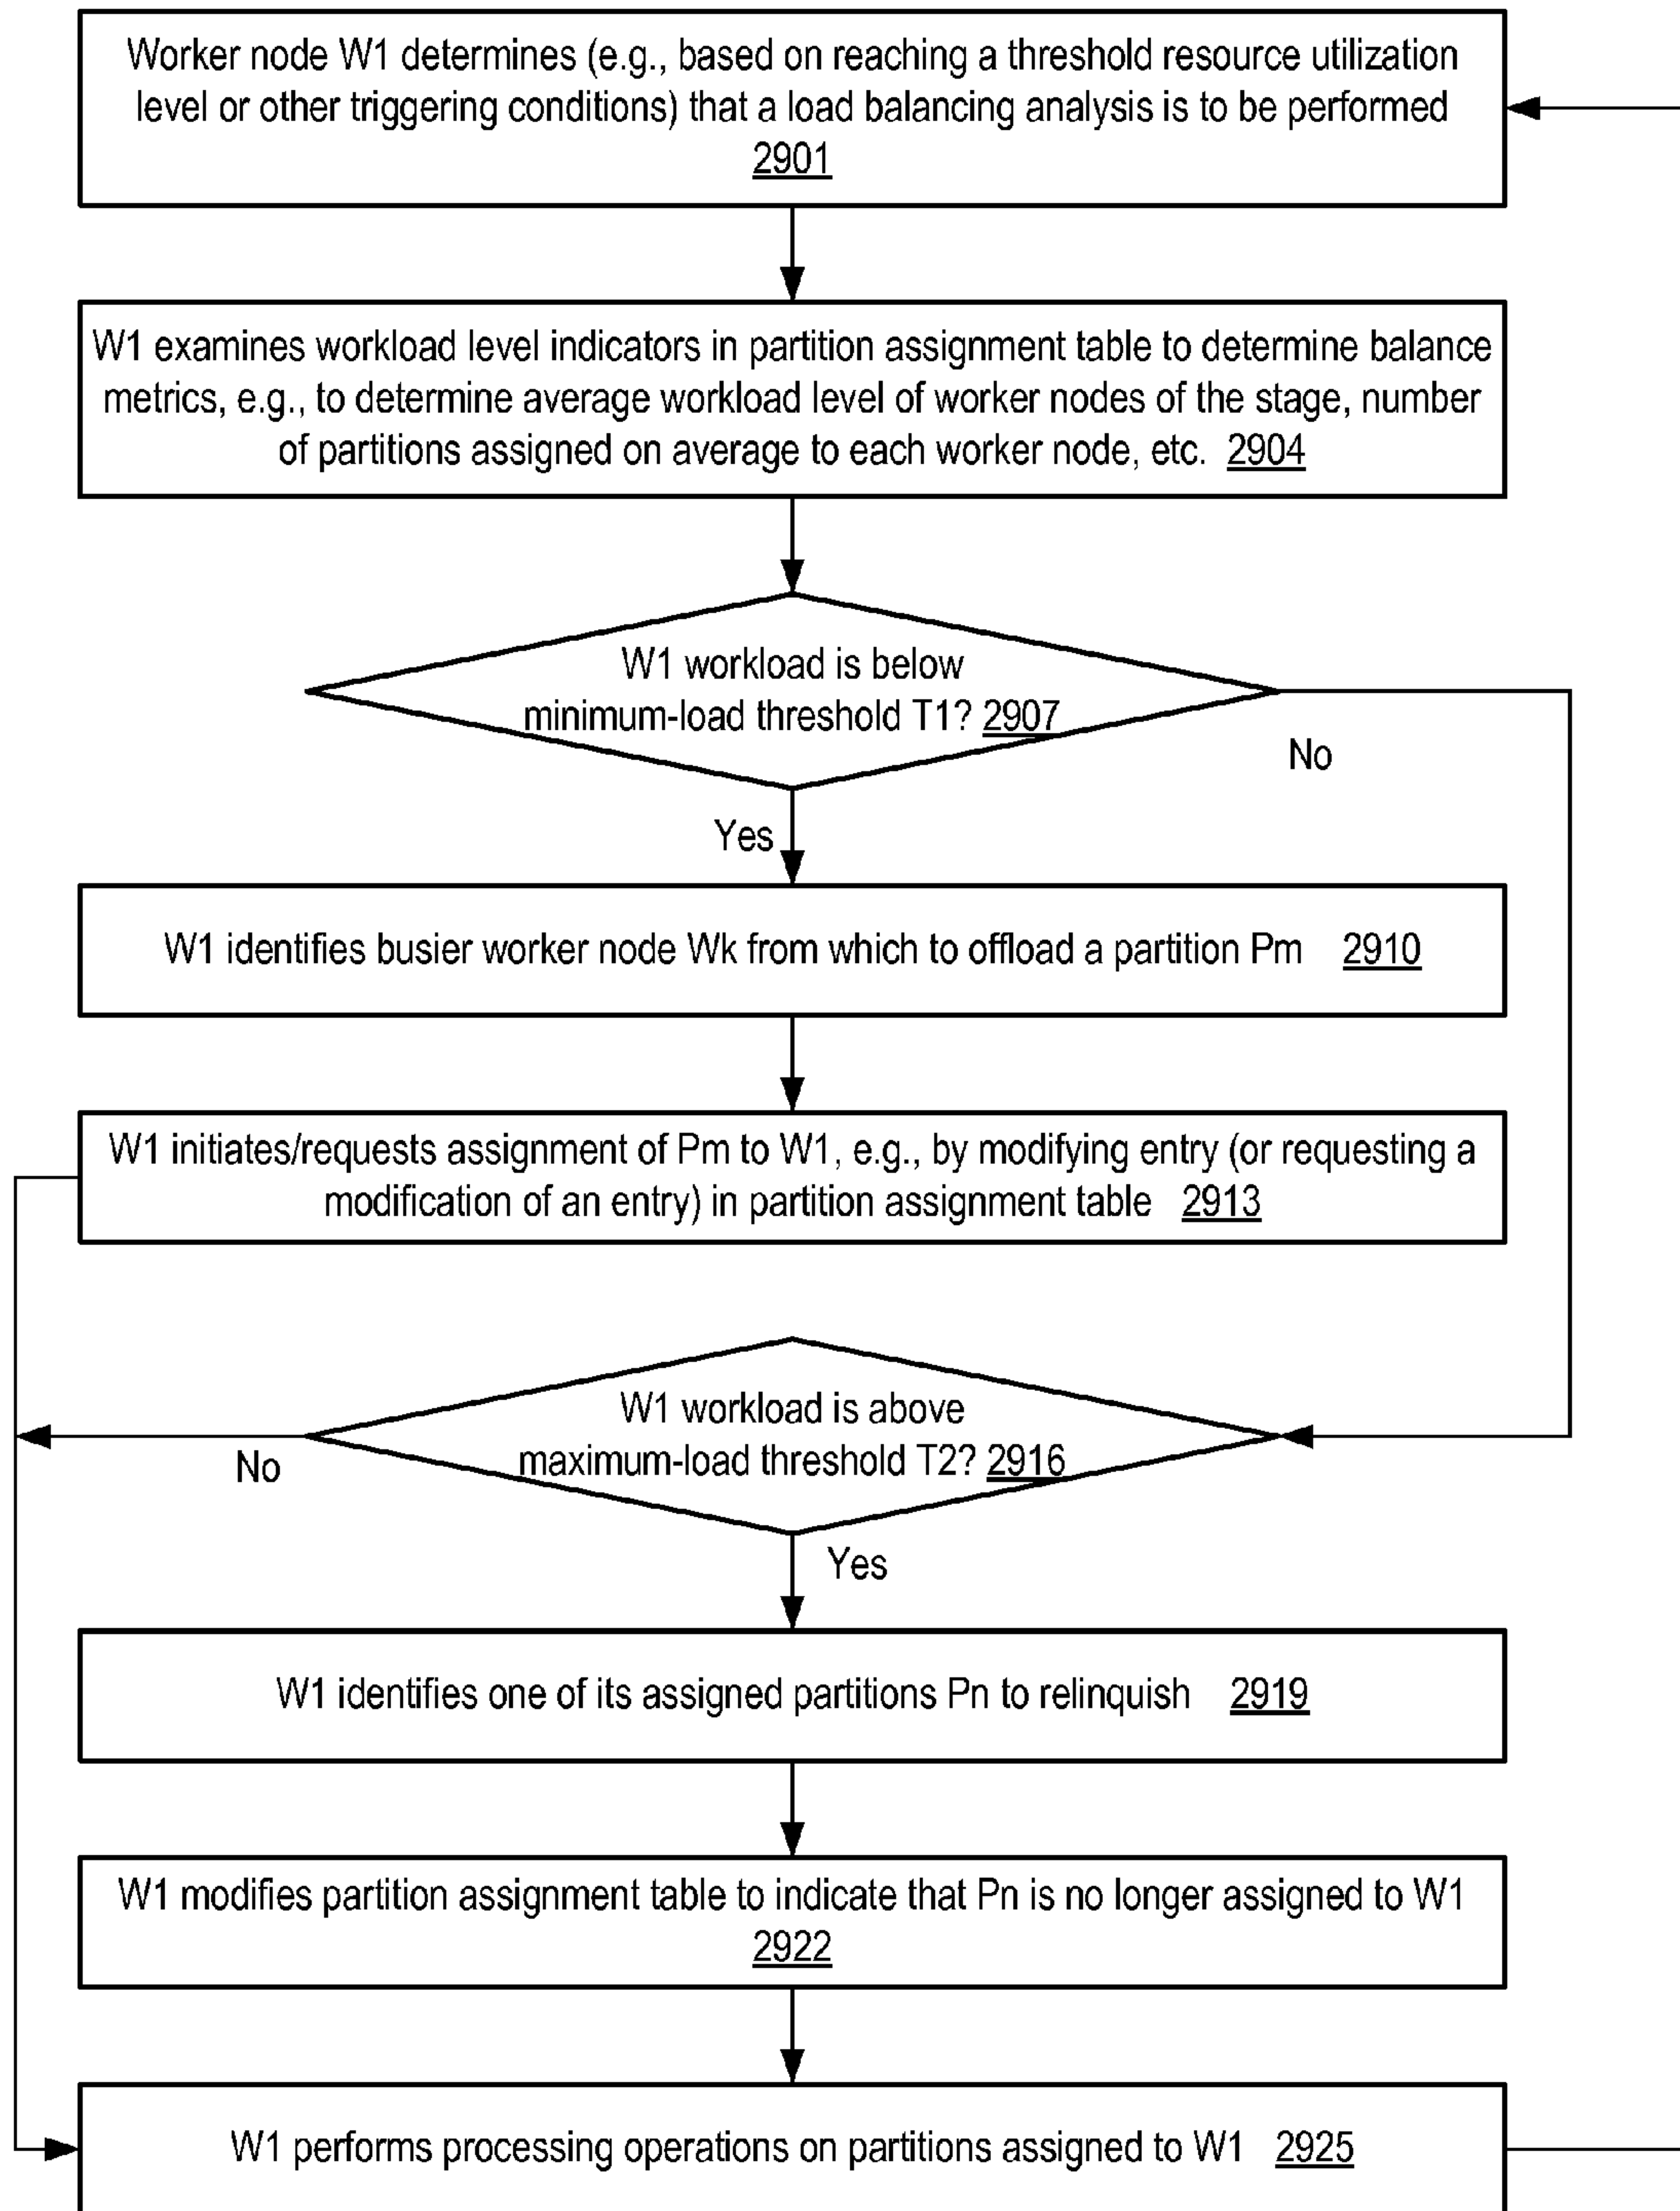 Worker node W1 determines (e.g., based on reaching a threshold resource utilization
level or other triggering conditions) that a load balancing analysis is to be performed
2901
W1 examines workload level indicators in partition assignment table to determine balance
metrics, e.g., to determine average workload level of worker nodes of the stage, number
of partitions assigned on average to each worker node, etc. 2904
W1 workload is below
minimum-load threshold T1? 2907
No
Yes
W1 identifies busier worker node Wk from which to offload a partition Pm 2910
W1 initiates/requests assignment of Pm to W1, e.g., by modifying entry (or requesting a
modification of an entry) in partition assignment table 2913
W1 workload is above
maximum-load threshold T2? 2916
No
Yes
W1 identifies one of its assigned partitions Pn to relinquish 2919
W1 modifies partition assignment table to indicate that Pn is no longer assigned to W1
2922
W1 performs processing operations on partitions assigned to W1 2925